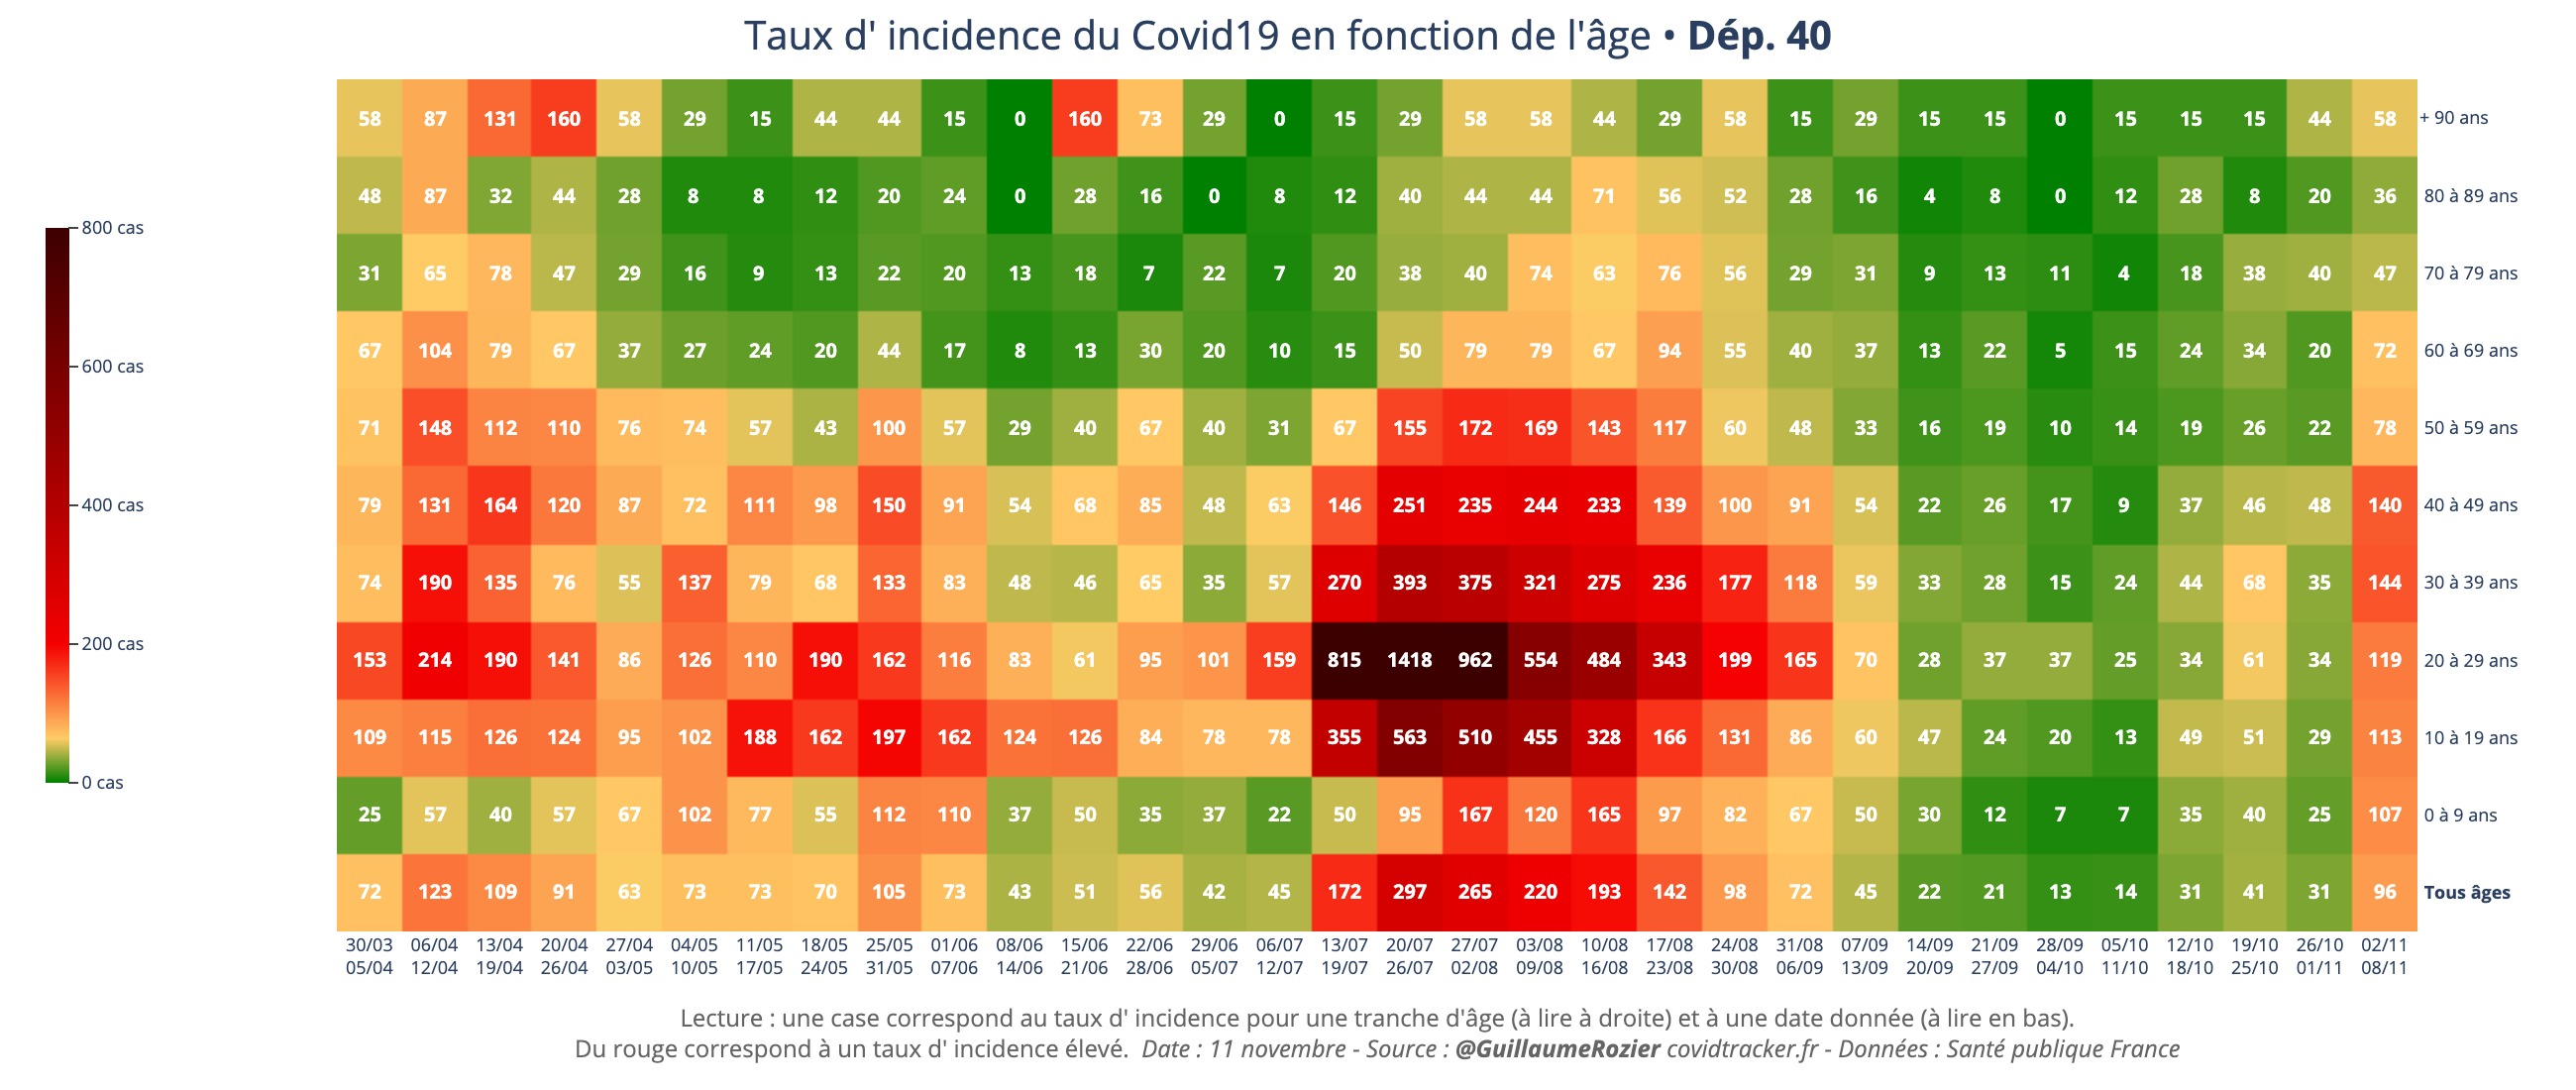 Taux d' incidence du Covid19 en fonction de l'âge • Dép. 40
58 87 131 160 58 29 15 44 44 15 0 160 73 29 0 15 29 58 58 44 29 58 15 29 15 15 0 15 15 15 44 58 + 90 ans
48 87 32 44 28 8 8 12 20 24 0 28 16 0 8 12 40 44 44 71 56 52 28 16 4 8 0 12 28 8 20 36 80 à 89 ans
31 65 78 47 29 16 9 13 22 20 13 18 7 22 7 20 38 40 74 63 76 56 29 31 9 13 11 4 18 38 40 47 70 à 79 ans
67 104 79 67 37 27 24 20 44 17 8 13 30 20 10 15 50 79 79 67 94 55 40 37 13 22 5 15 24 34 20 72 60 à 69 ans
71 148 112 110 76 74 57 43 100 57 29 40 67 40 31 67 155 172 169 143 117 60 48 33 16 19 10 14 19 26 22 78 50 à 59 ans
79 131 164 120 87 72 111 98 150 91 54 68 85 48 63 146 251 235 244 233 139 100 91 54 22 26 17 9 37 46 48 140 40 à 49 ans
74 190 135 76 55 137 79 68 133 83 48 46 65 35 57 270 393 375 321 275 236 177 118 59 33 28 15 24 44 68 35 144 30 à 39 ans
153 214 190 141 86 126 110 190 162 116 83 61 95 101 159 815 1418 962 554 484 343 199 165 70 28 37 37 25 34 61 34 119 20 à 29 ans
109 115 126 124 95 102 188 162 197 162 124 126 84 78 78 355 563 510 455 328 166 131 86 60 47 24 20 13 49 51 29 113 10 à 19 ans
25 57 40 57 67 102 77 55 112 110 37 50 35 37 22 50 95 167 120 165 97 82 67 50 30 12 7 7 35 40 25 107 0 à 9 ans
72 123 109 91 63 73 73 70 105 73 43 51 56 42 45 172 297 265 220 193 142 98 72 45 22 21 13 14 31 41 31 96 Tous âges
30/03 06/04 13/04 20/04 27/04 04/05 11/05 18/05 25/05 01/06 08/06 15/06 22/06 29/06 06/07 13/07 20/07 27/07 03/08 10/08 17/08 24/08 31/08 07/09 14/09 21/09 28/09 05/10 12/10 19/10 26/10 02/11
05/04 12/04 19/04 26/04 03/05 10/05 17/05 24/05 31/05 07/06 14/06 21/06 28/06 05/07 12/07 19/07 26/07 02/08 09/08 16/08 23/08 30/08 06/09 13/09 20/09 27/09 04/10 11/10 18/10 25/10 01/11 08/11
800 cas
600 cas
400 cas
200 cas
0 cas
Lecture : une case correspond au taux d' incidence pour une tranche d'âge (à lire à droite) et à une date donnée (à lire en bas).
Du rouge correspond à un taux d' incidence élevé. Date : 11 novembre - Source : @GuillaumeRozier covidtracker.fr - Données : Santé publique France